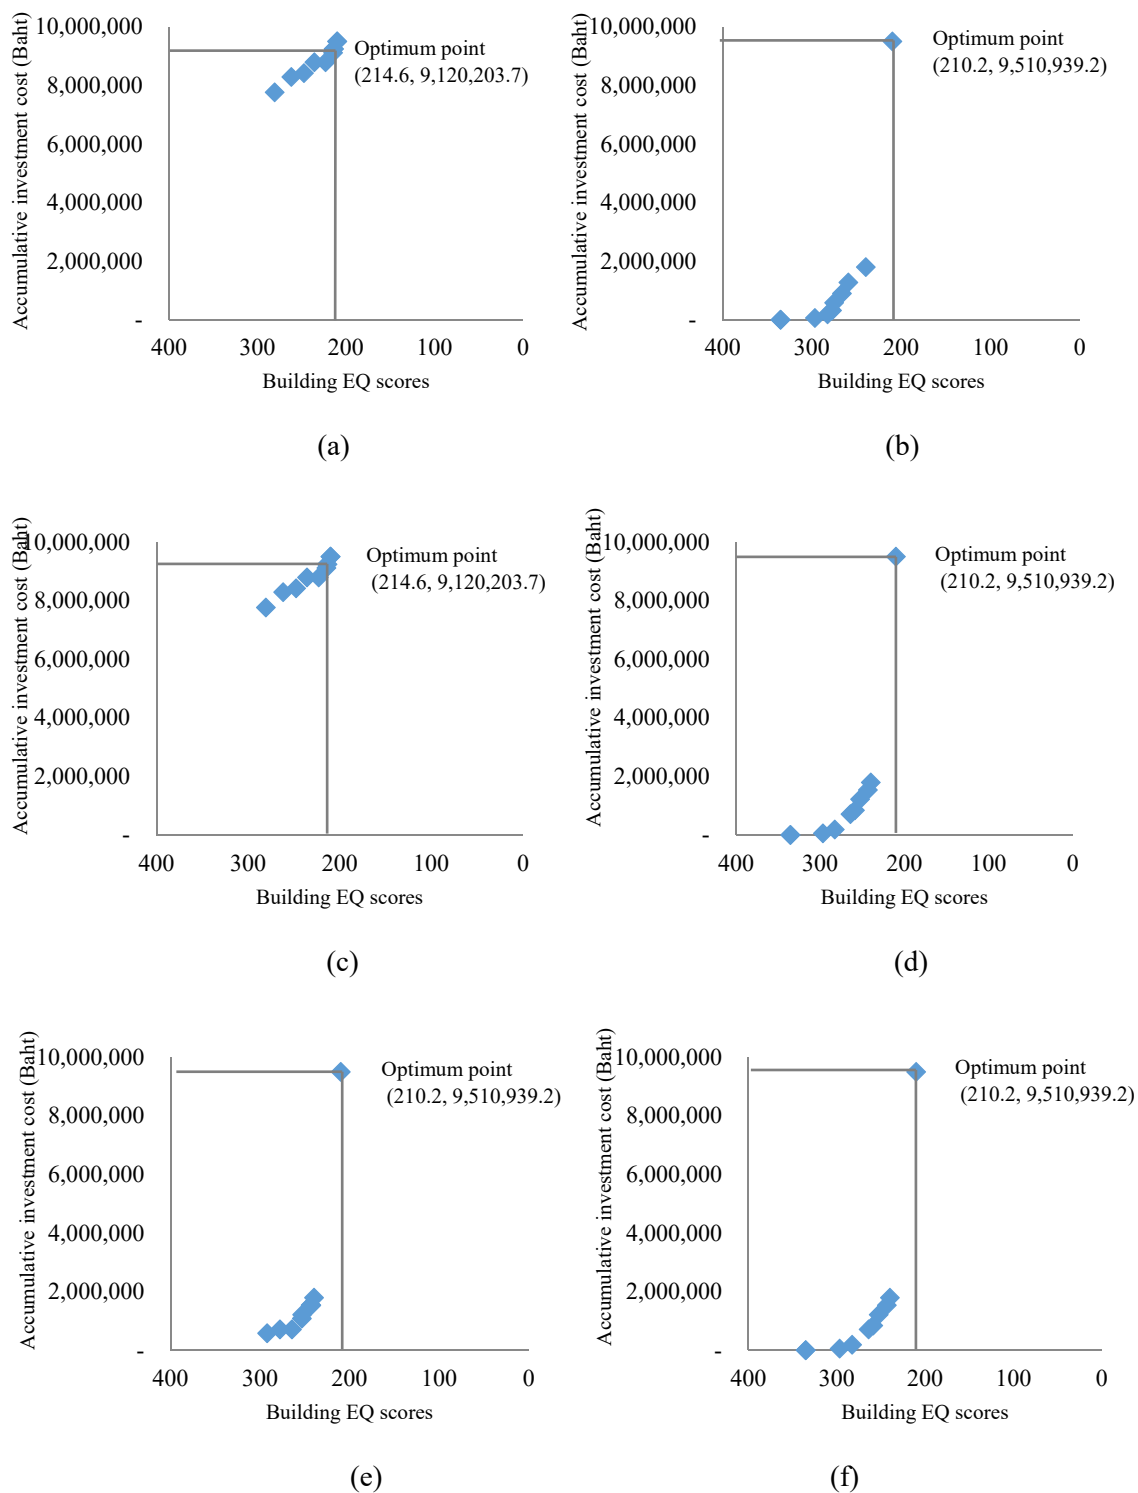 Accumulative investment cost (Baht)
10,000,000
8,000,000
6,000,000
4,000,000
2,000,000
-
400 300 200 100 0
Building EQ scores
Optimum point
(214.6, 9,120,203.7)
(a)
Accumulative investment cost (Baht)
10,000,000
8,000,000
6,000,000
4,000,000
2,000,000
-
400 300 200 100 0
Building EQ scores
Optimum point
(210.2, 9,510,939.2)
(b)
Accumulative investment cost (Baht)
10,000,000
8,000,000
6,000,000
4,000,000
2,000,000
-
400 300 200 100 0
Building EQ scores
Optimum point
(214.6, 9,120,203.7)
(c)
Accumulative investment cost (Baht)
10,000,000
8,000,000
6,000,000
4,000,000
2,000,000
-
400 300 200 100 0
Building EQ scores
Optimum point
(210.2, 9,510,939.2)
(d)
Accumulative investment cost (Baht)
10,000,000
8,000,000
6,000,000
4,000,000
2,000,000
-
400 300 200 100 0
Building EQ scores
Optimum point
(210.2, 9,510,939.2)
(e)
Accumulative investment cost (Baht)
10,000,000
8,000,000
6,000,000
4,000,000
2,000,000
-
400 300 200 100 0
Building EQ scores
Optimum point
(210.2, 9,510,939.2)
(f)